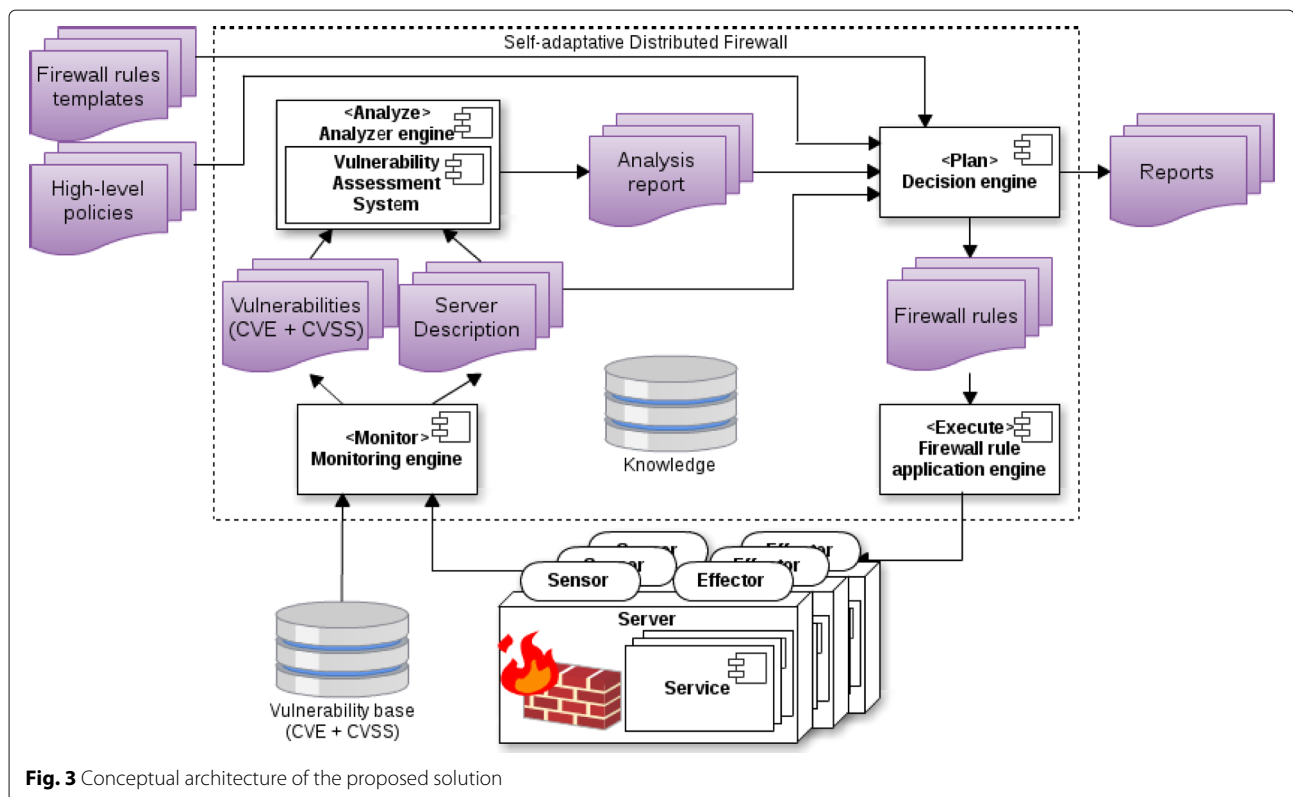 Self-adaptative Distributed Firewall
Firewall rules
templates
High-level
policies
<Analyze>
Analyzer engine
Vulnerability
Assessment
System
Analysis
report
<Plan>
Decision engine
Reports
Vulnerabilities
(CVE + CVSS)
Server
Description
Firewall rules
<Monitor>
Monitoring engine
Knowledge
<Execute>
Firewall rule
application engine
Sensor
Effector
Server
Service
Vulnerability base
(CVE + CVSS)
Fig. 3 Conceptual architecture of the proposed solution